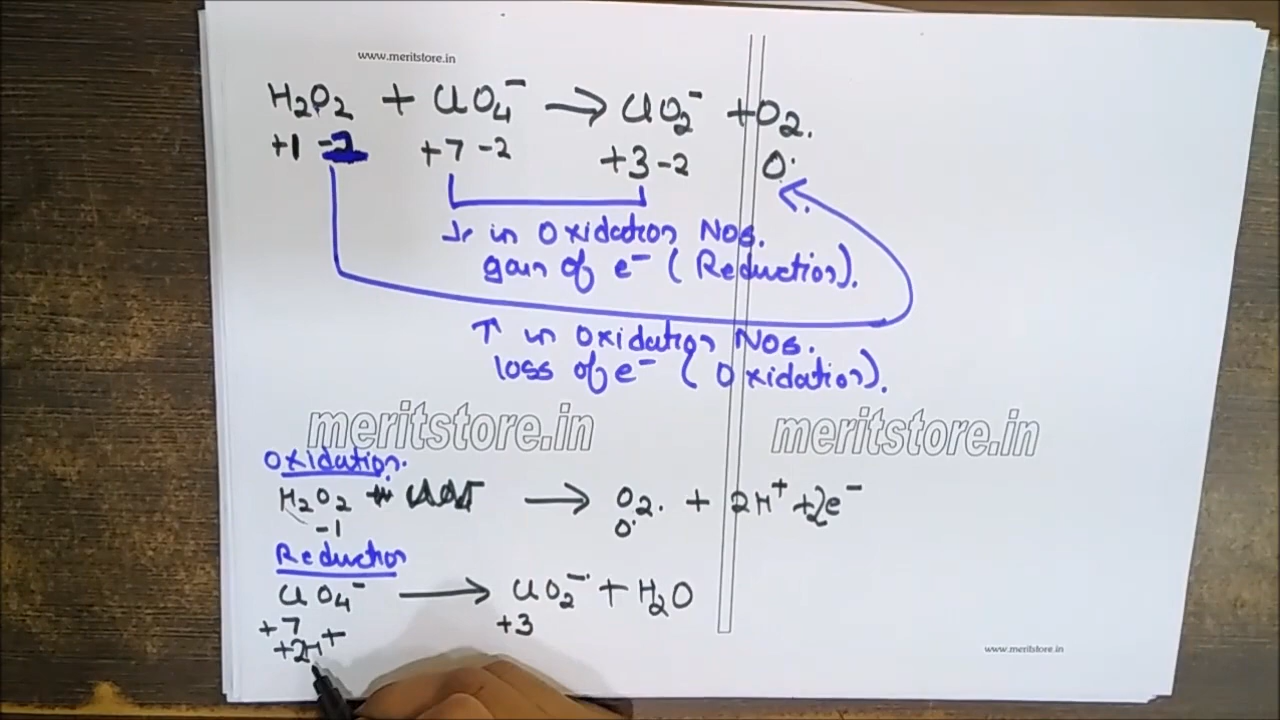 www.meritstore.in
H2O2 + ClO4⁻ → ClO2⁻ + O2.
+1 +7 -2 +3 -2 0
↓ in Oxidation Nos.
gain of e⁻ (Reduction).
↑ in Oxidation Nos.
loss of e⁻ (Oxidation).
meritstore.in meritstore.in
Oxidation.
H2O2 → O2. + 2H⁺ + 2e⁻
-1 0
Reduction
ClO4⁻ → ClO2⁻ + H2O
+7 +3
+2H⁺
www.meritstore.in